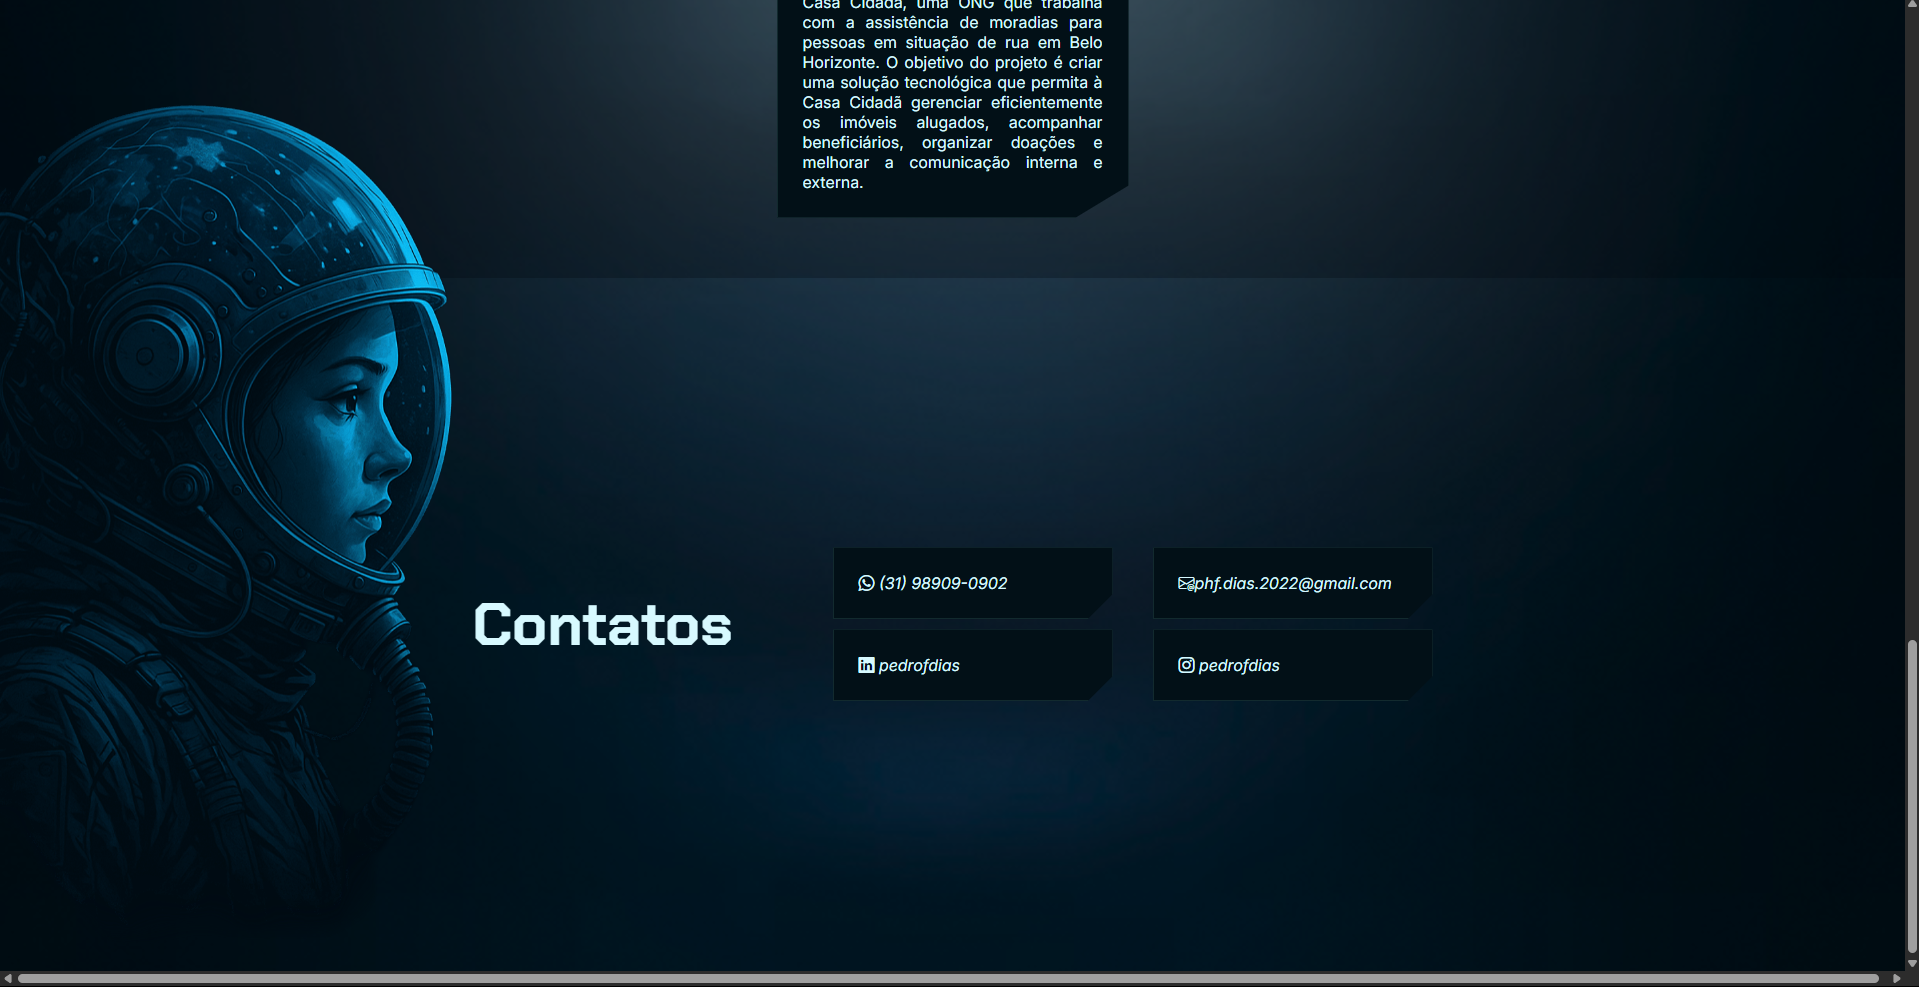 Casa Cidadã, uma ONG que trabalha
com a assistência de moradias para
pessoas em situação de rua em Belo
Horizonte. O objetivo do projeto é criar
uma solução tecnológica que permita à
Casa Cidadã gerenciar eficientemente
os imóveis alugados, acompanhar
beneficiários, organizar doações e
melhorar a comunicação interna e
externa.
Contatos
(31) 98909-0902
phf.dias.2022@gmail.com
pedrofdias
pedrofdias